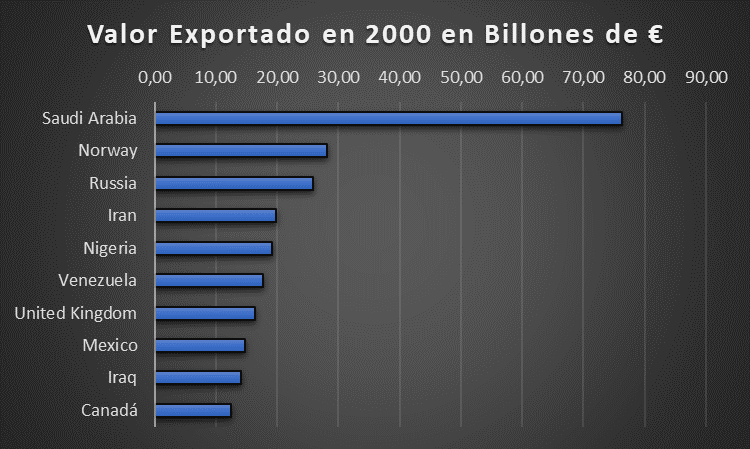 Valor Exportado en 2000 en Billones de €
0,00 10,00 20,00 30,00 40,00 50,00 60,00 70,00 80,00 90,00
Saudi Arabia
Norway
Russia
Iran
Nigeria
Venezuela
United Kingdom
Mexico
Iraq
Canadá